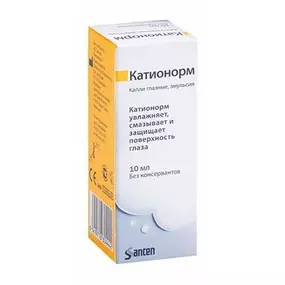 Катионорм
Капли глазные, эмульсия
Катионорм
увлажняет,
смазывает и
защищает
поверхность
глаза
10 мл
Без консервантов
Santen
Катионорм